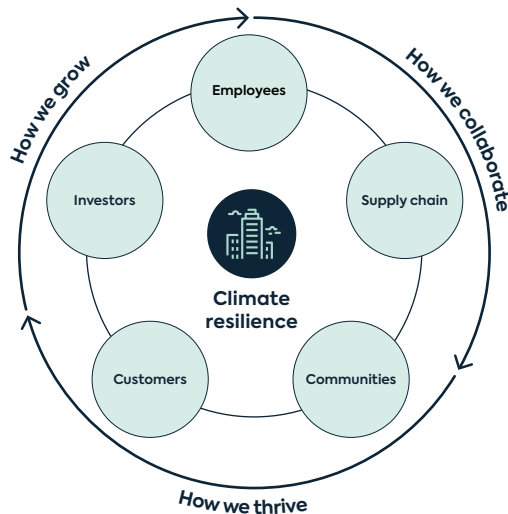 How we grow
How we collaborate
Employees
Investors
Supply chain
Climate
resilience
Customers
Communities
How we thrive